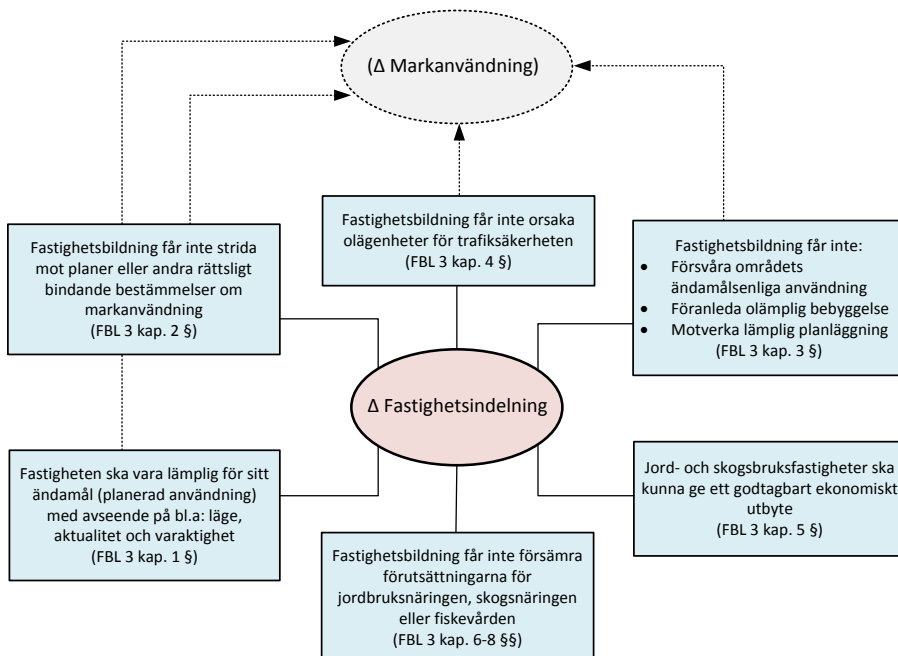 (Δ Markanvändning)
Fastighetsbildning får inte strida
mot planer eller andra rättsligt
bindande bestämmelser om
markanvändning
(FBL 3 kap. 2 §)
Fastighetsbildning får inte orsaka
olägenheter för trafiksäkerheten
(FBL 3 kap. 4 §)
Fastighetsbildning får inte:
• Försvåra områdets
ändamålsenliga användning
• Föranleda olämplig bebyggelse
• Motverka lämplig planläggning
(FBL 3 kap. 3 §)
Δ Fastighetsindelning
Fastigheten ska vara lämplig för sitt
ändamål (planerad användning)
med avseende på bl.a: läge,
aktualitet och varaktighet
(FBL 3 kap. 1 §)
Fastighetsbildning får inte försämra
förutsättningarna för
jordbruksnäringen, skogsnäringen
eller fiskevården
(FBL 3 kap. 6-8 §§)
Jord- och skogsbruksfastigheter ska
kunna ge ett godtagbart ekonomiskt
utbyte
(FBL 3 kap. 5 §)